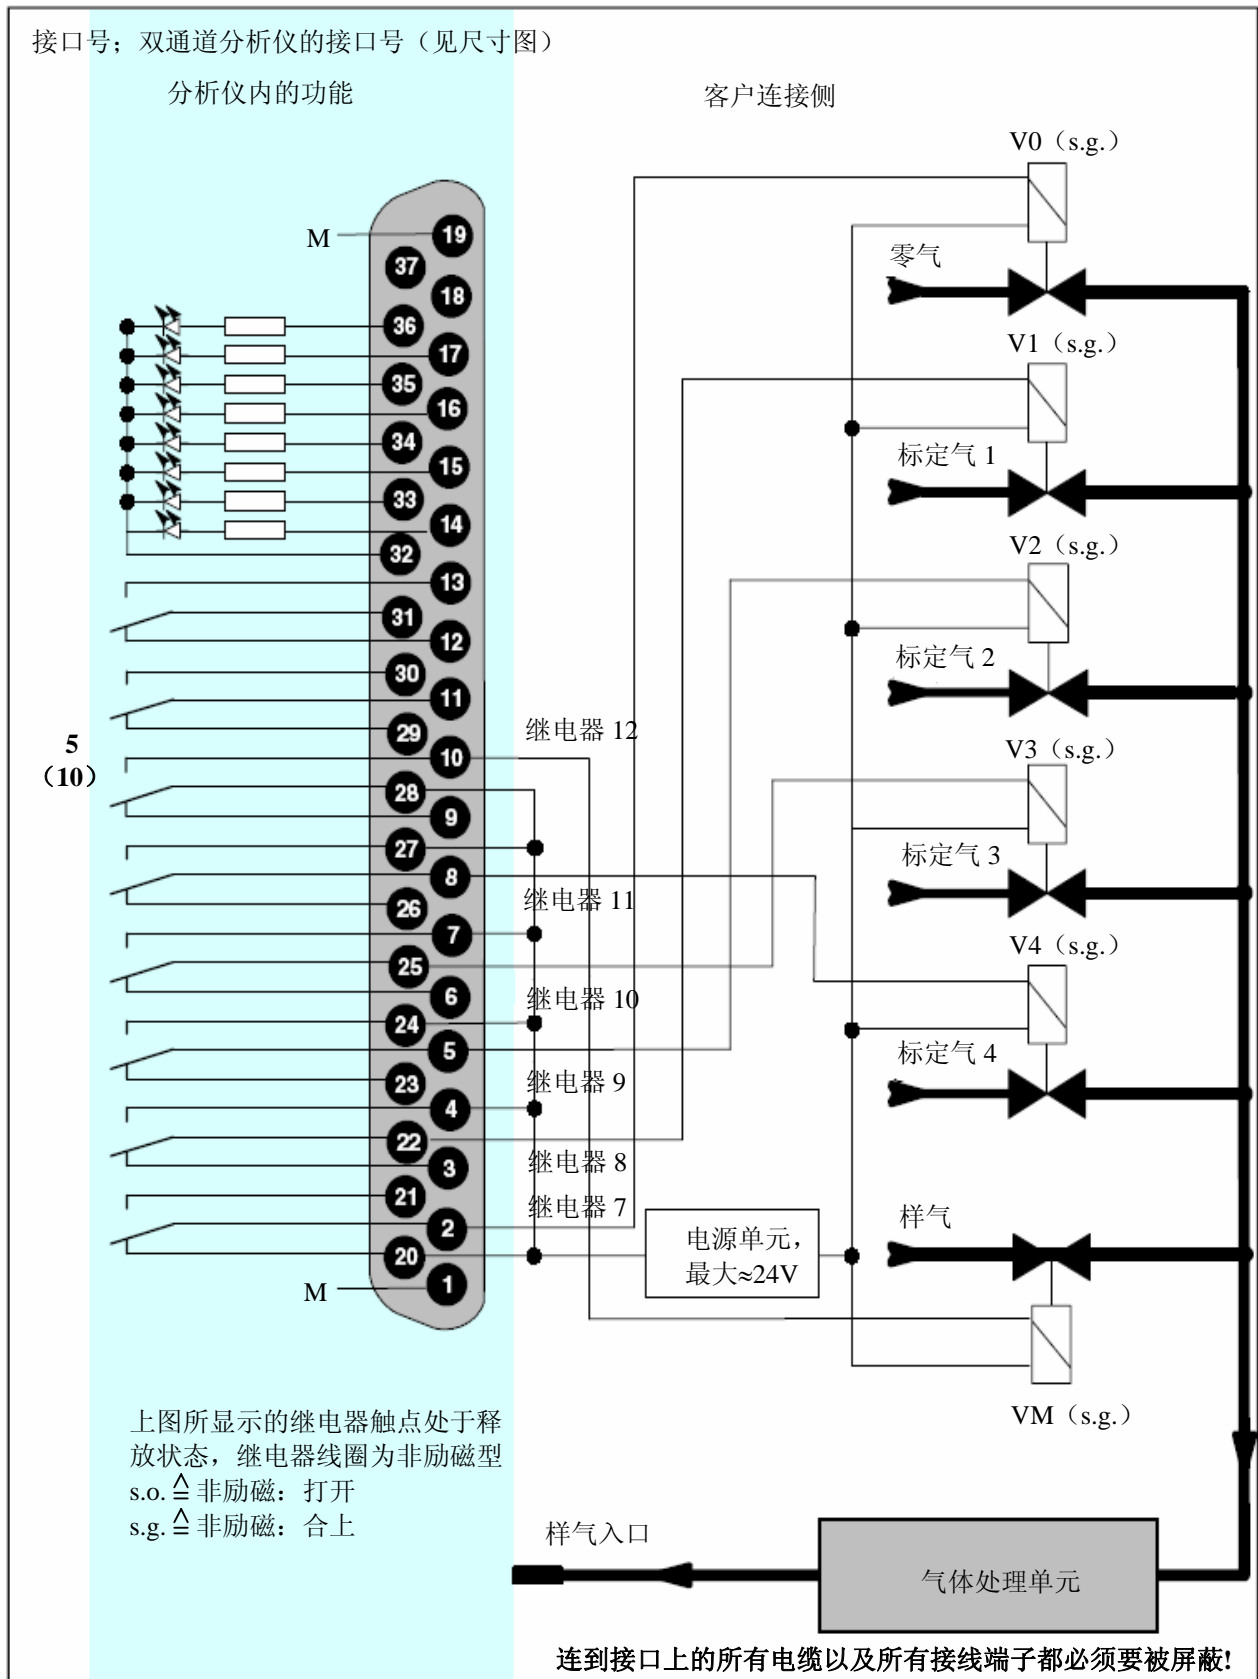 接口号；双通道分析仪的接口号（见尺寸图）
分析仪内的功能
客户连接侧
V0（s.g.）
M
19
37
零气
18
36
V1（s.g.）
17
35
16
34
标定气 1
15
33
14
V2（s.g.）
32
13
31
12
标定气 2
30
11
继电器 12
29
5
（10）
10
V3（s.g.）
28
9
27
标定气 3
8
继电器 11
26
7
V4（s.g.）
25
6
继电器 10
24
5
标定气 4
继电器 9
23
4
22
继电器 8
3
21
继电器 7
样气
2
电源单元，
最大≈24V
20
1
M
VM（s.g.）
上图所显示的继电器触点处于释
放状态，继电器线圈为非励磁型
s.o.≙非励磁：打开
s.g.≙非励磁：合上
样气入口
气体处理单元
连到接口上的所有电缆以及所有接线端子都必须要被屏蔽!